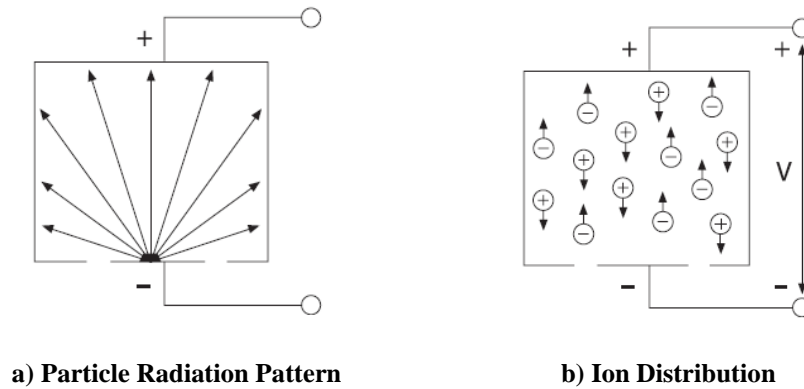 +
−
a) Particle Radiation Pattern
+
+
− + −
− + − +
+ −
+ + −
− − +
V
−
−
b) Ion Distribution